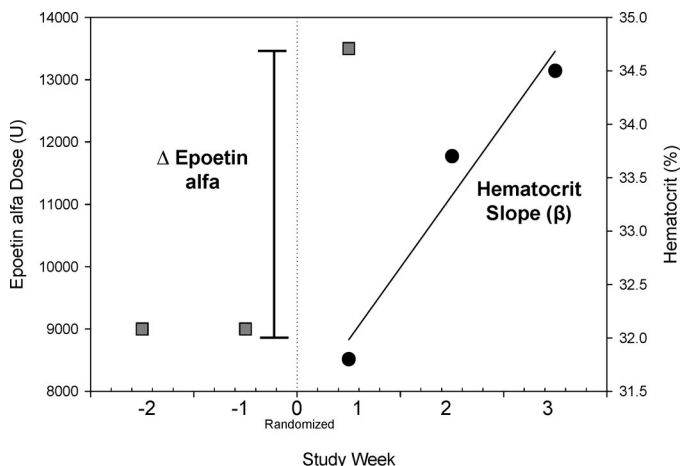 14000
13000
12000
11000
10000
9000
8000
Epoetin alfa Dose (U)
Δ Epoetin
alfa
Hematocrit
Slope (β)
35.0
34.5
34.0
33.5
33.0
32.5
32.0
31.5
Hematocrit (%)
-2 -1 0 1 2 3
Randomized
Study Week